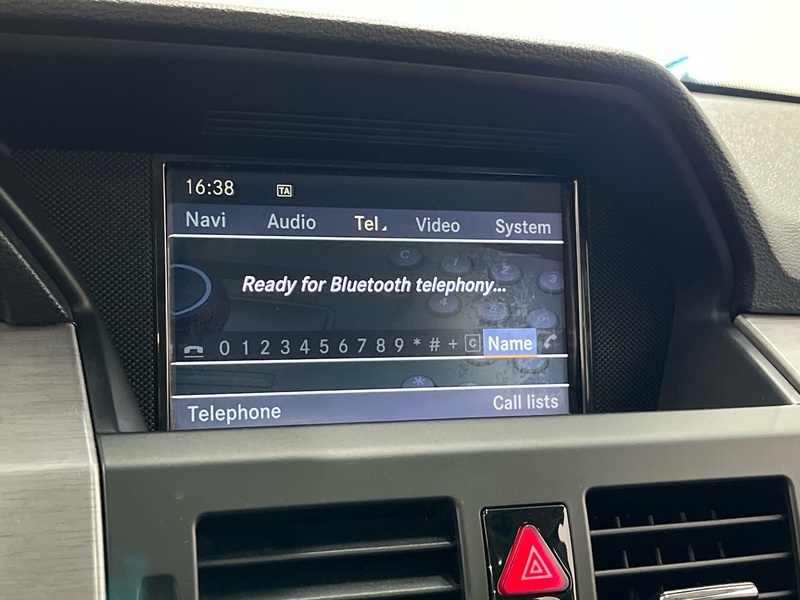 16:38 TA
Navi Audio Tel Video System
Ready for Bluetooth telephony...
0 1 2 3 4 5 6 7 8 9 * # + C Name
Telephone Call lists